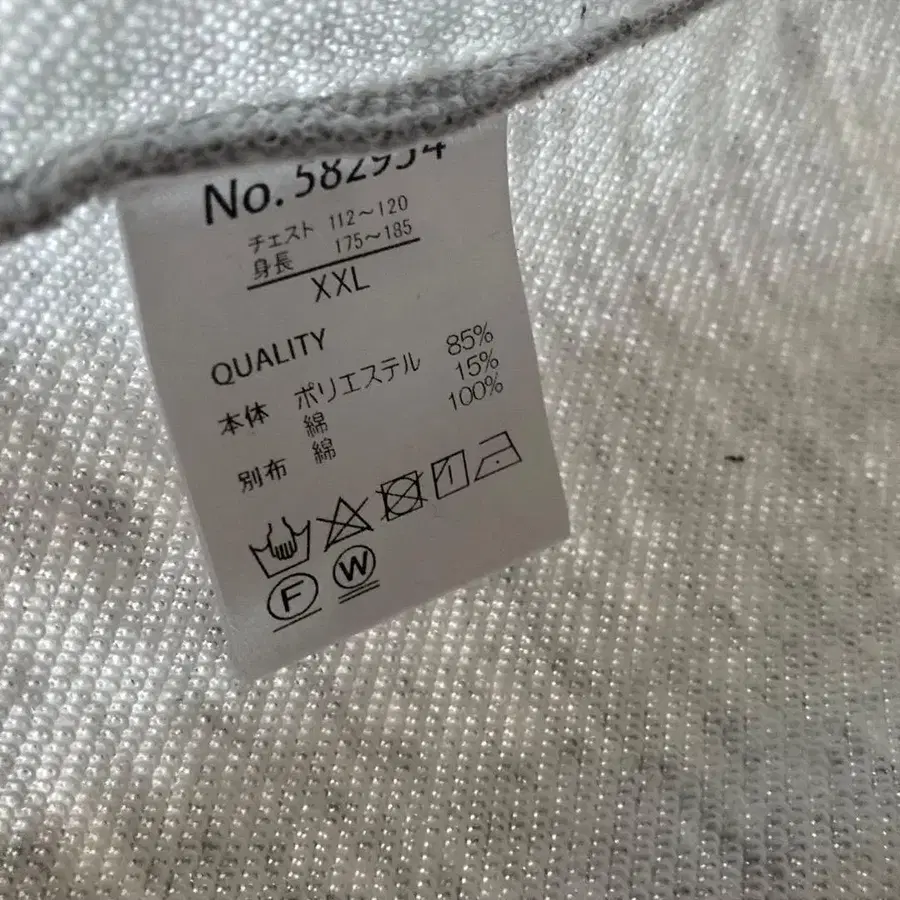 No. 582934
チェスト 112～120
身長 175～185
XXL
QUALITY
本体 ポリエステル 85%
綿 15%
別布 綿 100%
F W